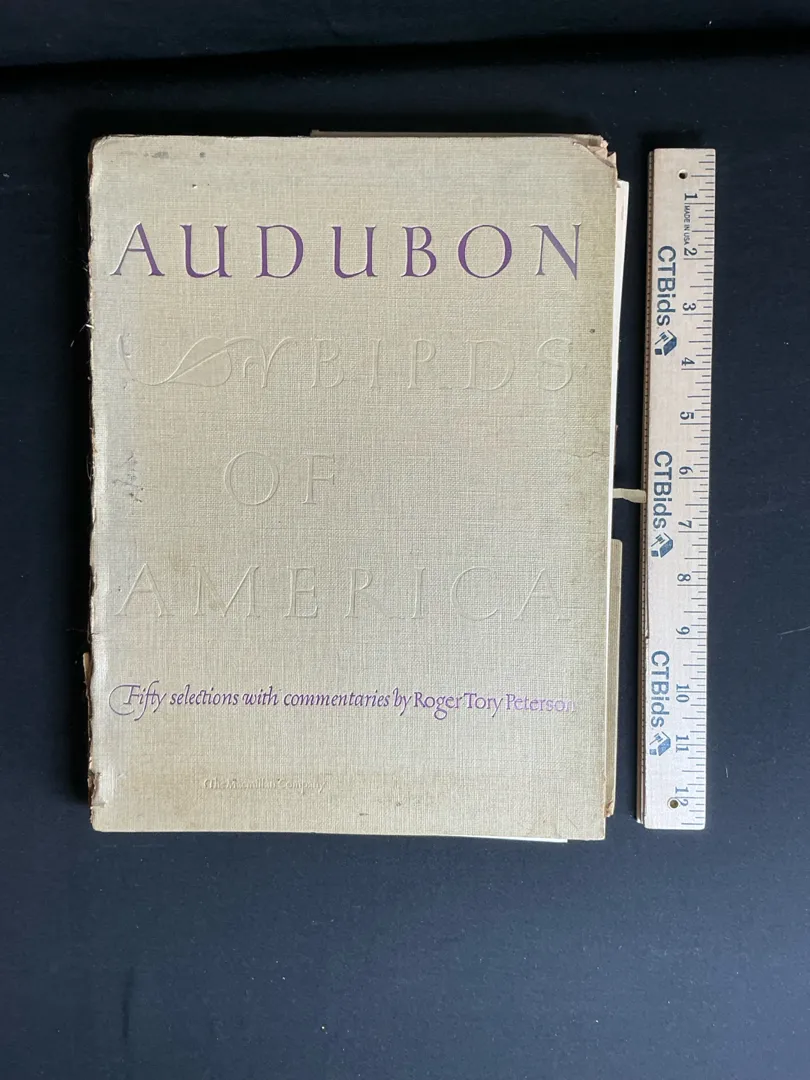 AUDUBON
BIRDS
OF
AMERICA
Fifty selections with commentaries by Roger Tory Peterson
The Macmillan Company
1 MADE IN USA 2 3 4 5 6 7 8 9 10 11 12
CTBids
CTBids
CTBids